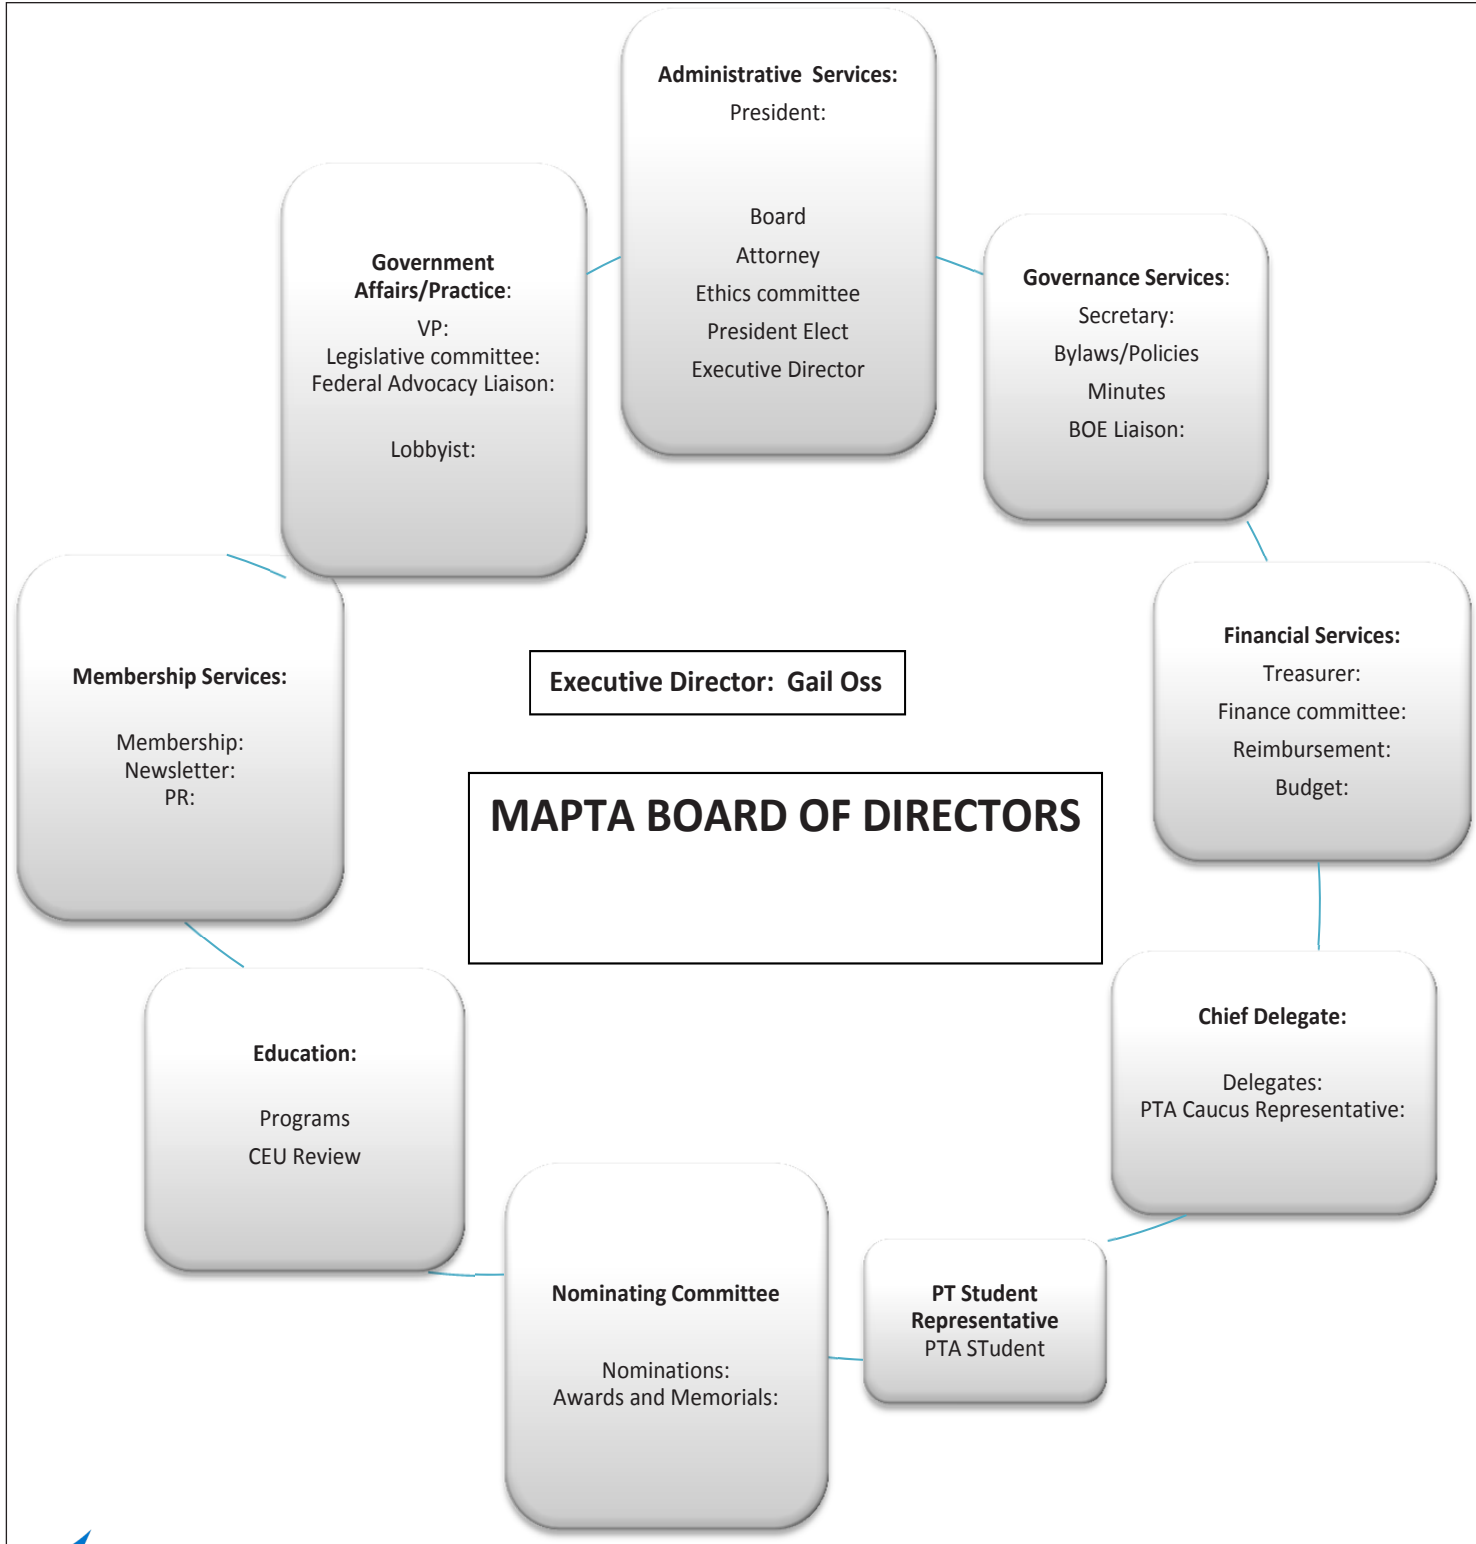 Administrative  Services:
President:
Board
Attorney
Ethics committee
President Elect
Executive Director
Governance Services:
Secretary:
Bylaws/Policies
Minutes
BOE Liaison:
Financial Services:
Treasurer:
Finance committee:
Reimbursement:
Budget:
Chief Delegate:
Delegates:
PTA Caucus Representative:
PT Student
Representative
PTA STudent
Nominating Committee
Nominations:
Awards and Memorials:
Education:
Programs
CEU Review
Membership Services:
Membership:
Newsletter:
PR:
Government
Affairs/Practice:
VP:
Legislative committee:
Federal Advocacy Liaison:
Lobbyist:
Executive Director:  Gail Oss
MAPTA BOARD OF DIRECTORS